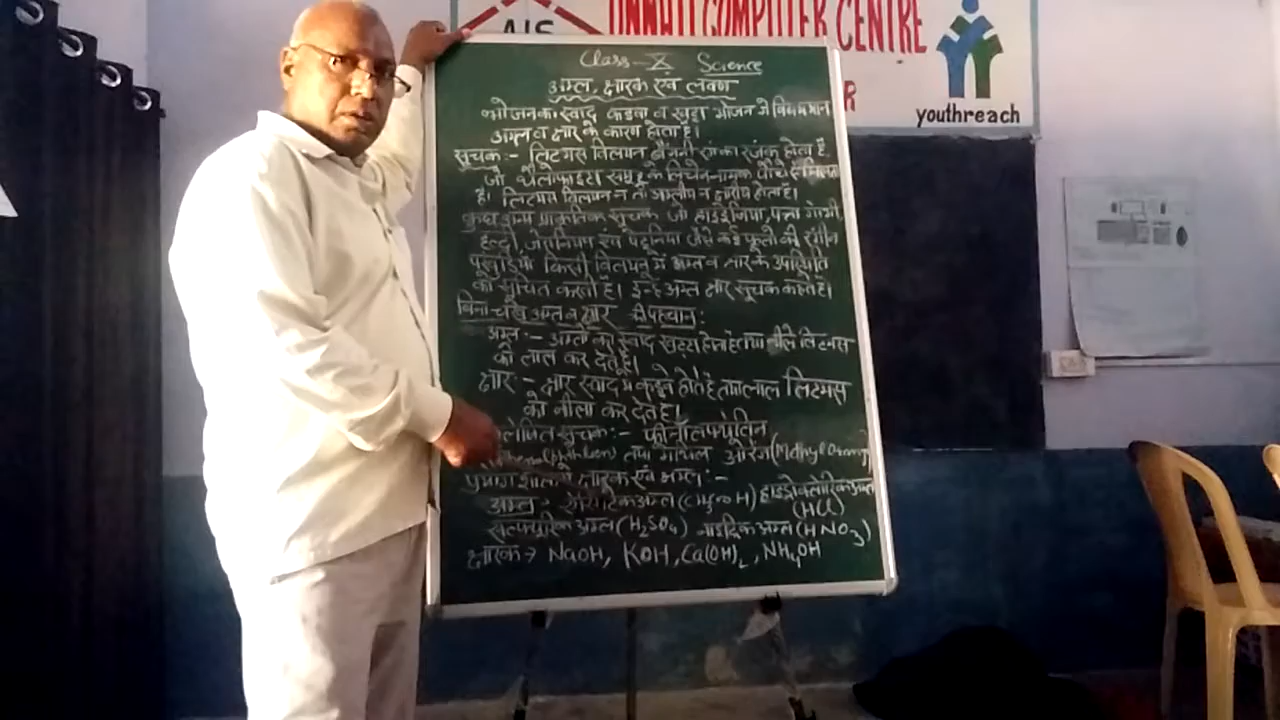 AIS UNNATI COMPUTER CENTRE
R
youthreach
Class - X Science
अम्ल, क्षारक एवं लवण
भोजन का स्वाद कड़वा व खट्टा भोजन में विद्यमान
अम्ल व क्षार के कारण होता है।
सूचक :- लिटमस विलयन बैंगनी रंग का रंजक होता है
जो थैलोफाइटा समूह के लिचेन नामक पौधे से मिलता
है। लिटमस विलयन न तो अम्लीय न क्षारीय होता है।
कुछ अन्य प्राकृतिक सूचक जो हाइड्रेंजिया, पत्ता गोभी,
हल्दी, जेरानियम एवं पेटूनिया जैसे कई फूलों की रंगीन
पंखुड़ियाँ किसी विलयन में अम्ल व क्षार के उपस्थिति
को सूचित करती है। इन्हें अम्ल क्षार सूचक कहते हैं।
बिना चखे अम्ल व क्षार की पहचान :
अम्ल :- अम्लों का स्वाद खट्टा होता है तथा नीले लिटमस
को लाल कर देते हैं।
क्षार :- क्षार स्वाद में कड़वे होते हैं तथा लाल लिटमस
को नीला कर देते है।
सूचक :- फीनॉलफ्थेलिन
तथा मेथिल ऑरेंज (Methyl Orange)
क्षारक एवं अम्ल :-
अम्ल : ऐसिटिक अम्ल (CH3COOH) हाइड्रोक्लोरिक अम्ल
(HCl)
सल्फ्यूरिक अम्ल (H₂SO₄) नाइट्रिक अम्ल (HNO₃)
क्षारक → NaOH, KOH, Ca(OH)₂, NH₄OH